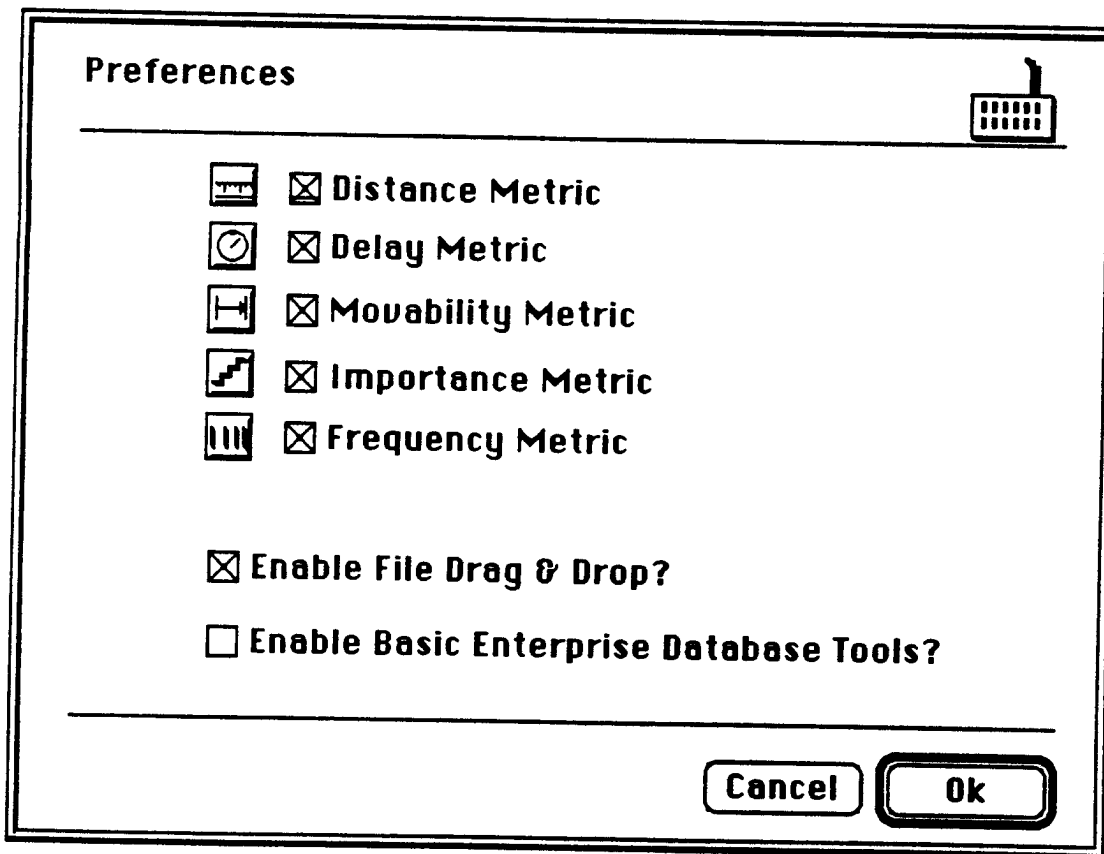 Preferences
Distance Metric
Delay Metric
Movability Metric
Importance Metric
Frequency Metric
Enable File Drag & Drop?
Enable Basic Enterprise Database Tools?
Cancel
Ok